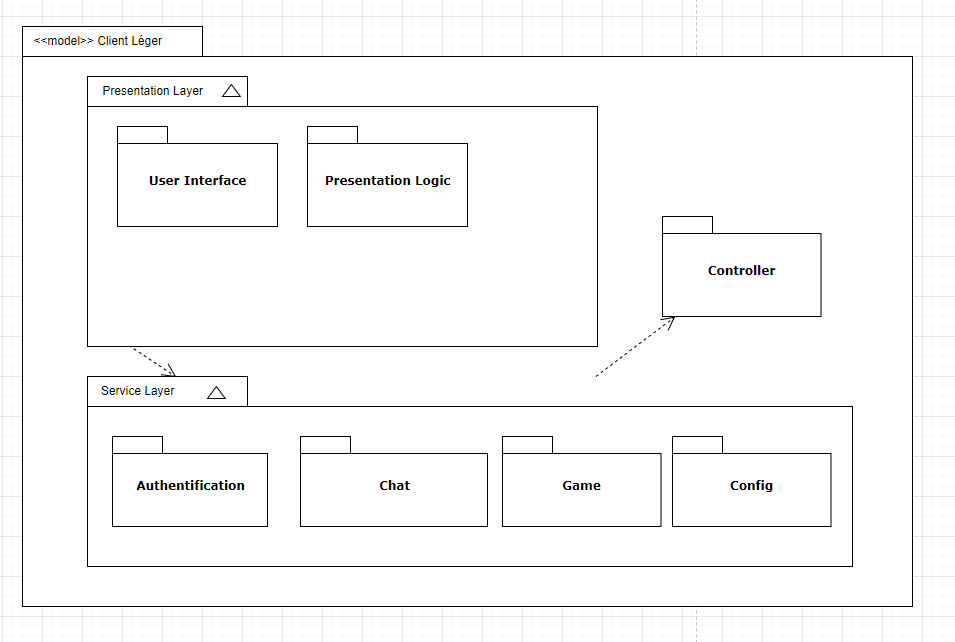 <<model>> Client Léger
Presentation Layer
User Interface
Presentation Logic
Controller
Service Layer
Authentification
Chat
Game
Config